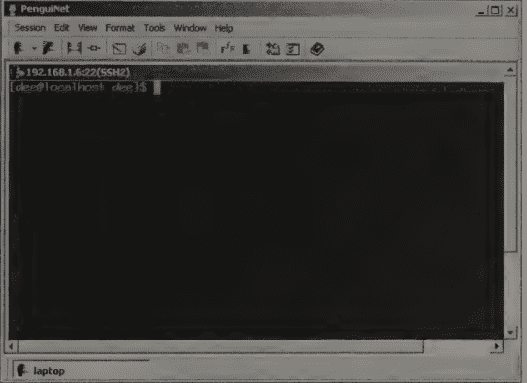 PenguiNet
Session Edit View Format Tools Window Help
192.168.1.6:22(SSH2)
[dee@localhost dee]$
laptop